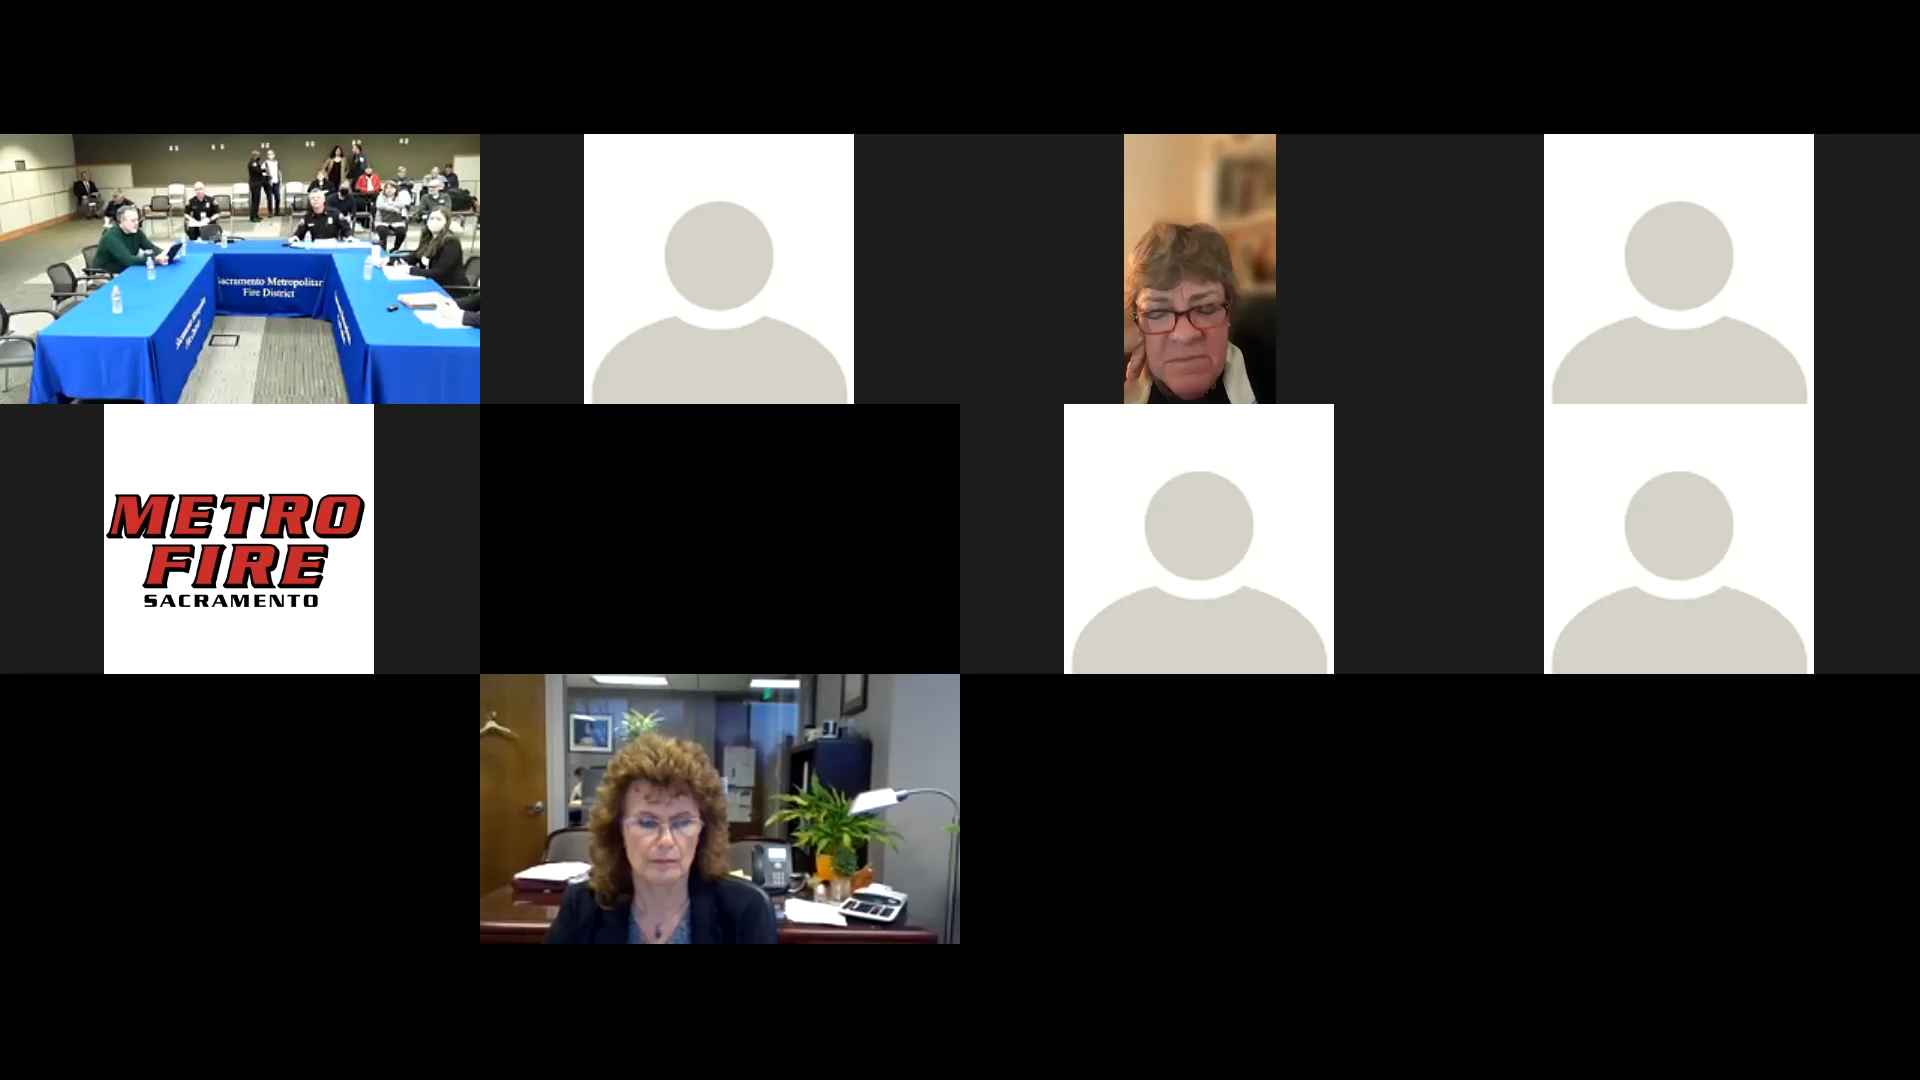 Sacramento Metropolitan
Fire District
METRO
FIRE
SACRAMENTO